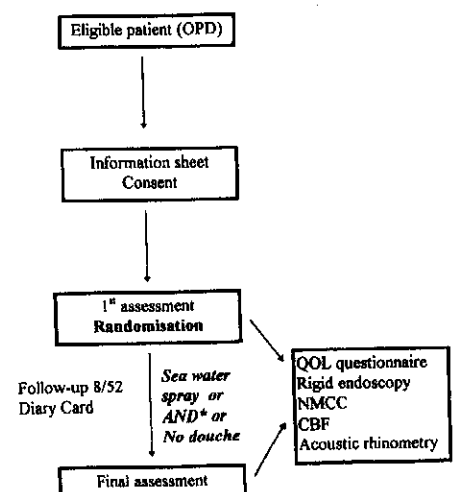 Eligible patient (OPD)
Information sheet
Consent
1st assessment
Randomisation
Follow-up 8/52
Diary Card
Sea water
spray or
AND* or
No douche
QOL questionnaire
Rigid endoscopy
NMCC
CBF
Acoustic rhinometry
Final assessment